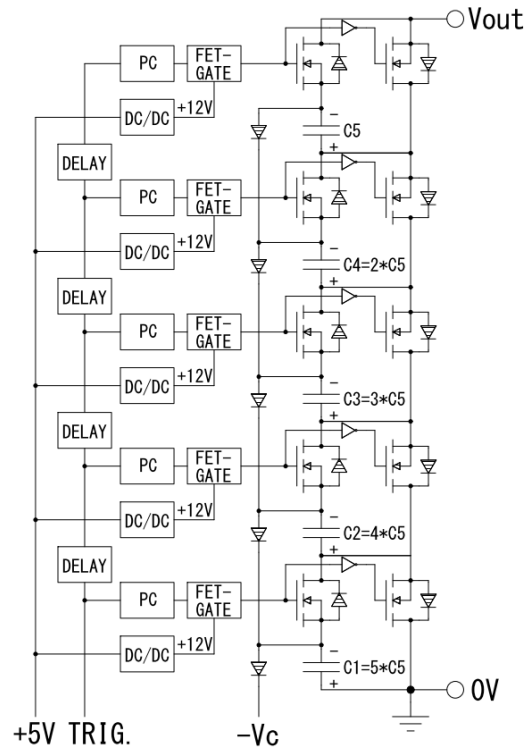 Vout
PC
FET-
GATE
DC/DC
+12V
−
C5
+
DELAY
PC
FET-
GATE
DC/DC
+12V
−
C4=2*C5
+
DELAY
PC
FET-
GATE
DC/DC
+12V
−
C3=3*C5
+
DELAY
PC
FET-
GATE
DC/DC
+12V
−
C2=4*C5
+
DELAY
PC
FET-
GATE
DC/DC
+12V
−
C1=5*C5
+
0V
+5V TRIG.
-Vc